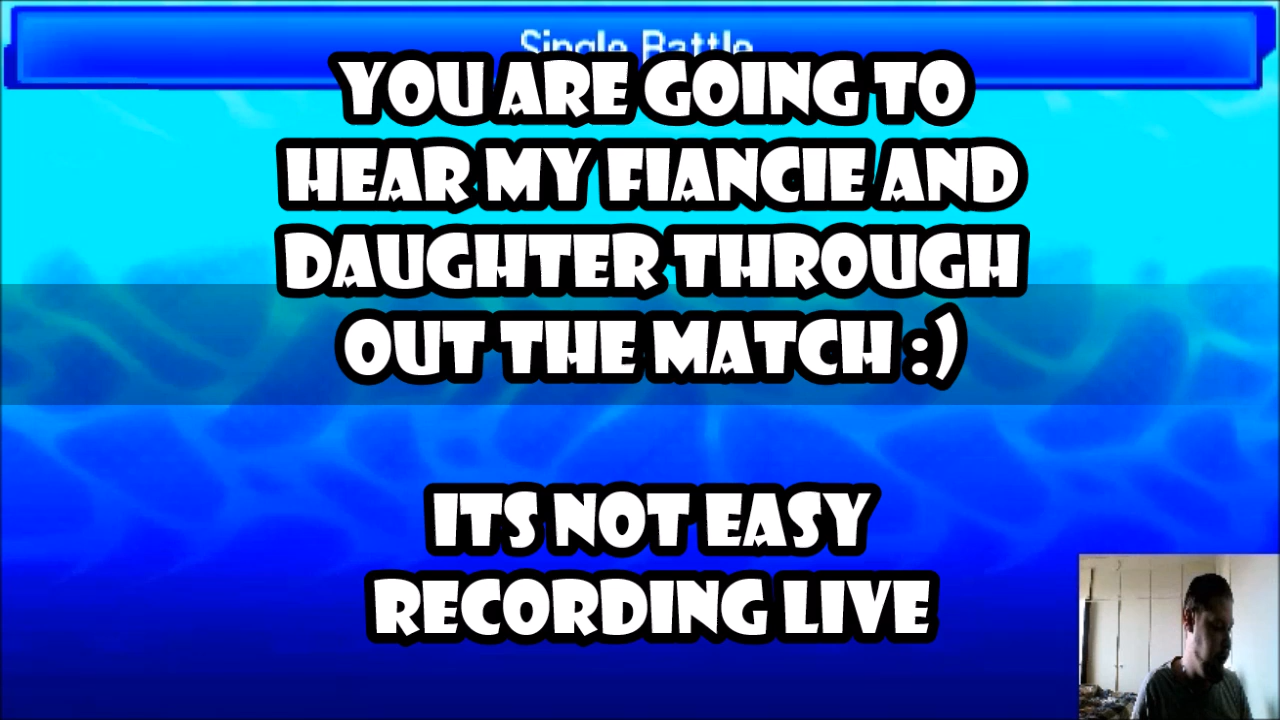 Single Battle
YOU ARE GOING TO
HEAR MY FIANCIE AND
DAUGHTER THROUGH
OUT THE MATCH :)
ITS NOT EASY
RECORDING LIVE